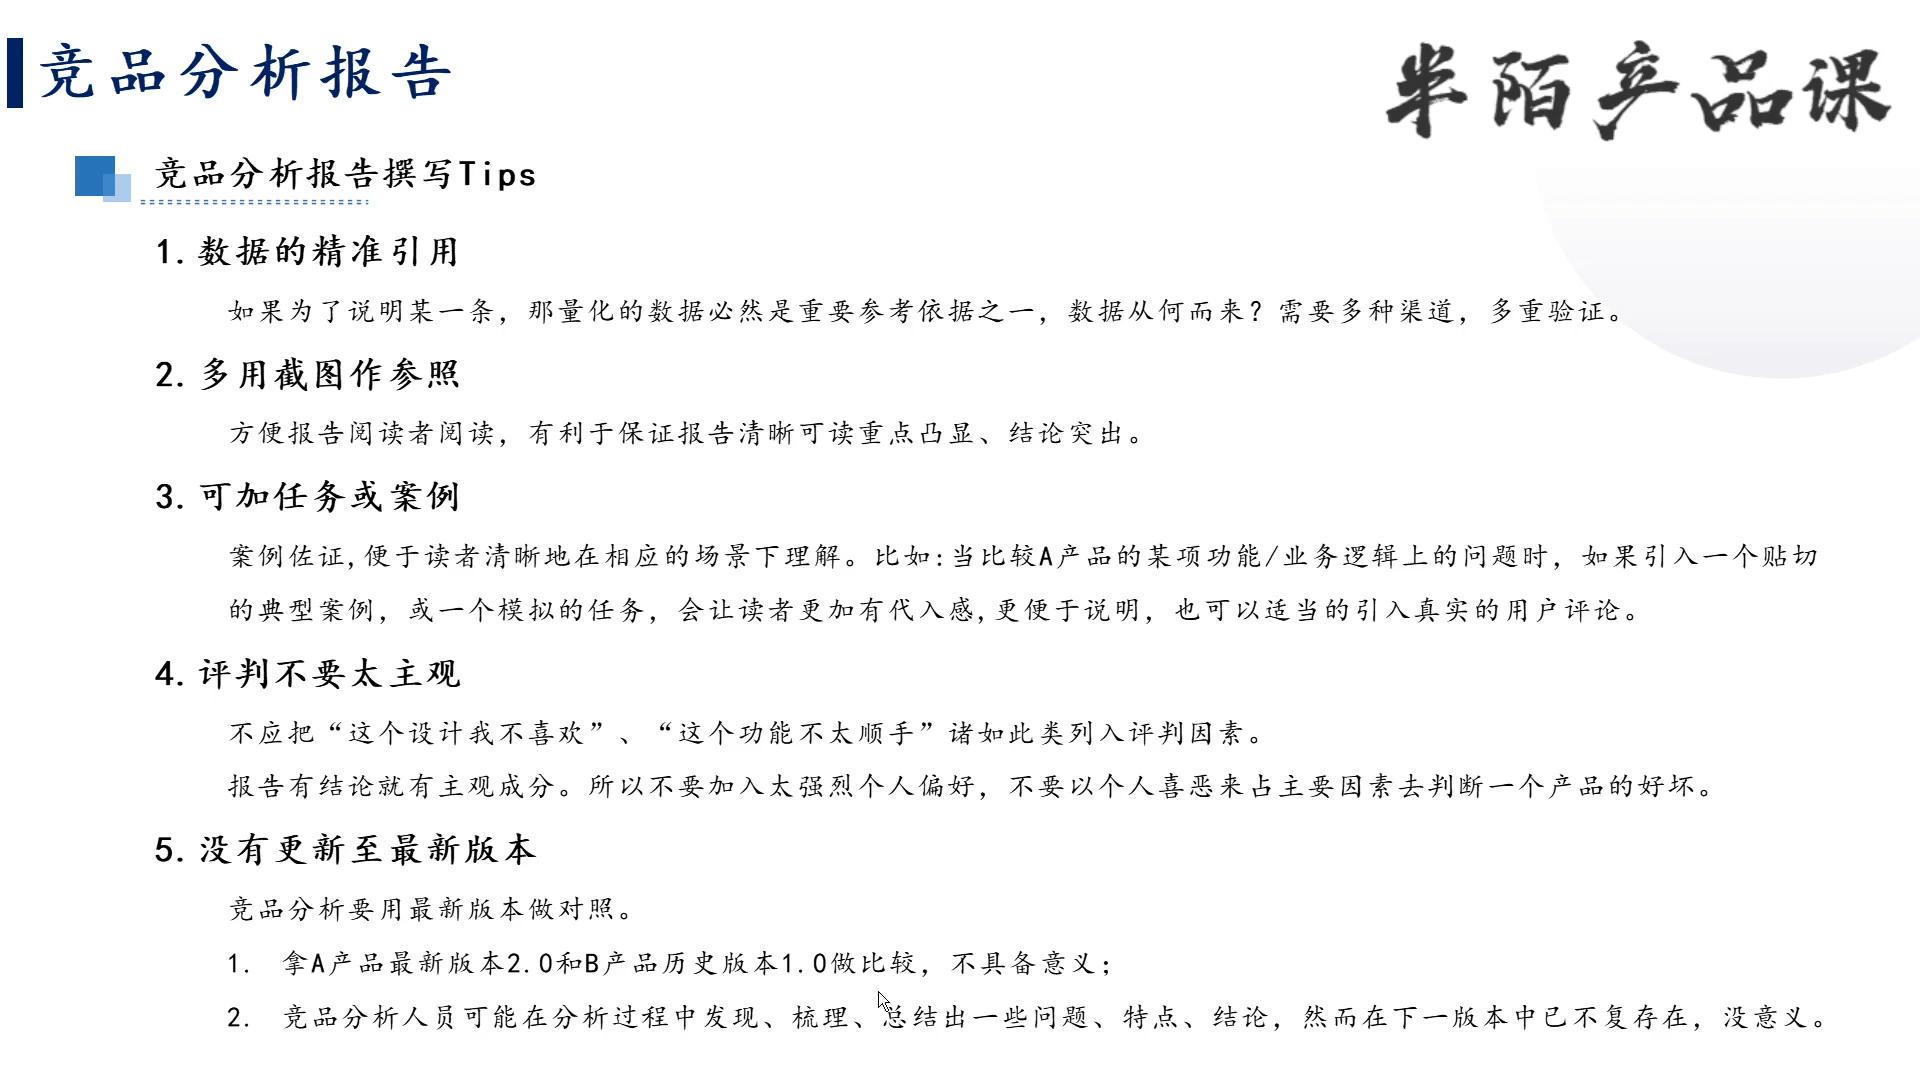 竞品分析报告
半陌产品课
竞品分析报告撰写Tips
1. 数据的精准引用
如果为了说明某一条，那量化的数据必然是重要参考依据之一，数据从何而来？需要多种渠道，多重验证。
2. 多用截图作参照
方便报告阅读者阅读，有利于保证报告清晰可读重点凸显、结论突出。
3. 可加任务或案例
案例佐证,便于读者清晰地在相应的场景下理解。比如:当比较A产品的某项功能/业务逻辑上的问题时，如果引入一个贴切
的典型案例，或一个模拟的任务，会让读者更加有代入感,更便于说明，也可以适当的引入真实的用户评论。
4. 评判不要太主观
不应把“这个设计我不喜欢”、“这个功能不太顺手”诸如此类列入评判因素。
报告有结论就有主观成分。所以不要加入太强烈个人偏好，不要以个人喜恶来占主要因素去判断一个产品的好坏。
5. 没有更新至最新版本
竞品分析要用最新版本做对照。
1. 拿A产品最新版本2.0和B产品历史版本1.0做比较，不具备意义；
2. 竞品分析人员可能在分析过程中发现、梳理、总结出一些问题、特点、结论，然而在下一版本中已不复存在，没意义。